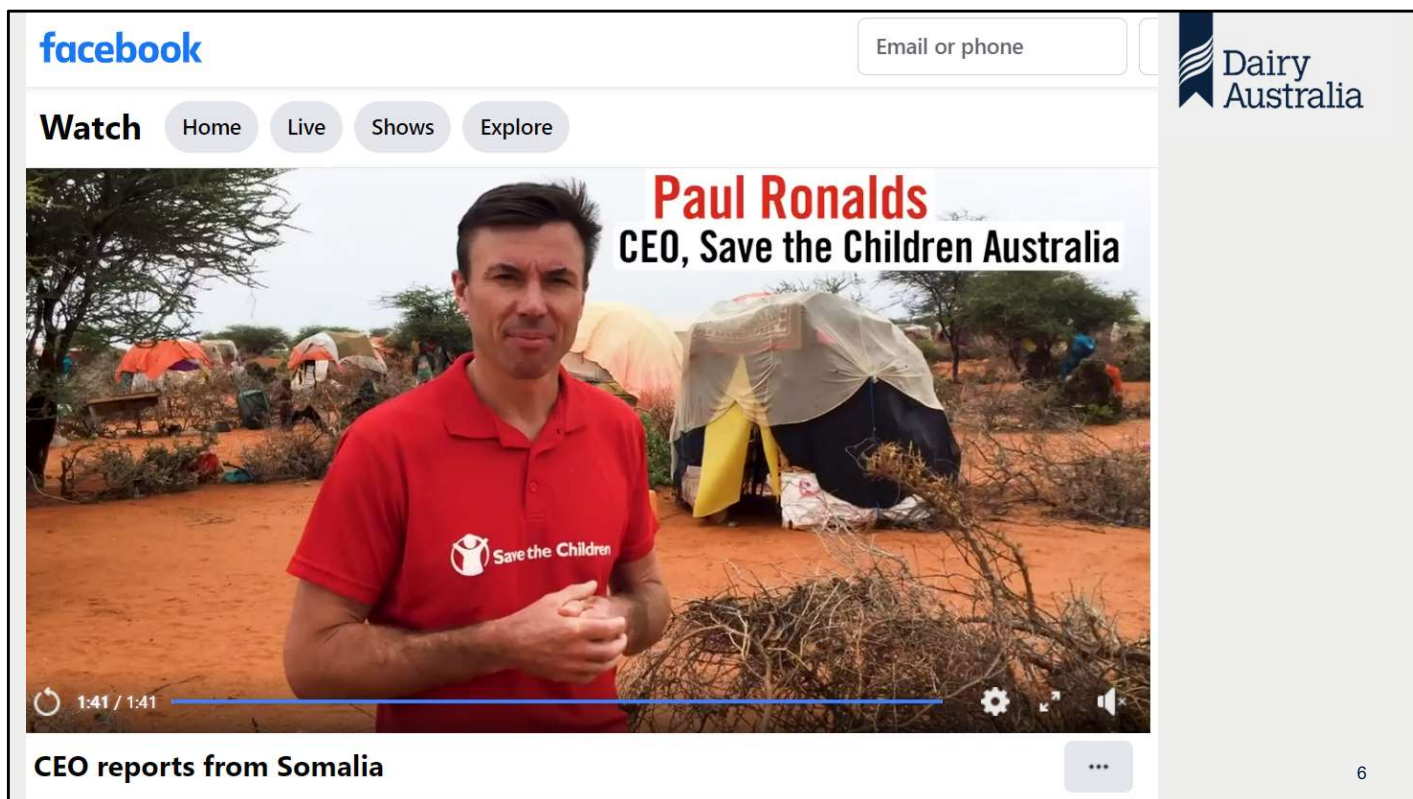 facebook
Email or phone
Dairy
Australia
Watch Home Live Shows Explore
Paul Ronalds
CEO, Save the Children Australia
Save the Children
1:41 / 1:41
CEO reports from Somalia
6